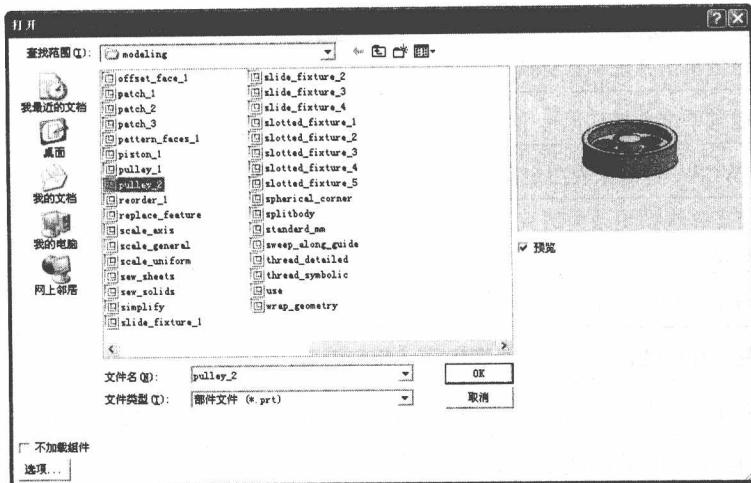 打开
查找范围(I):
modeling
我最近的文档
桌面
我的文档
我的电脑
网上邻居
offset_face_1
patch_1
patch_2
patch_3
pattern_faces_1
piston_1
pulley_1
pulley_2
reorder_1
replace_feature
scale_axis
scale_general
scale_uniform
sew_sheets
sew_solids
simplify
slide_fixture_1
slide_fixture_2
slide_fixture_3
slide_fixture_4
slotted_fixture_1
slotted_fixture_2
slotted_fixture_3
slotted_fixture_4
slotted_fixture_5
spherical_corner
splitbody
standard_mm
sweep_along_guide
thread_detailed
thread_symbolic
use
wrap_geometry
预览
文件名(N):
pulley_2
OK
文件类型(T):
部件文件 (*.prt)
取消
不加载组件
选项...